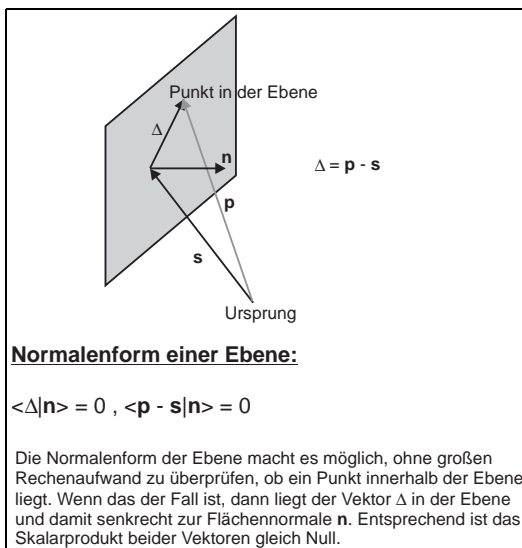 Punkt in der Ebene
Δ
n
Δ = p - s
p
s
Ursprung
Normalenform einer Ebene:
<Δ|n> = 0 , <p - s|n> = 0
Die Normalenform der Ebene macht es möglich, ohne großen
Rechenaufwand zu überprüfen, ob ein Punkt innerhalb der Ebene
liegt. Wenn das der Fall ist, dann liegt der Vektor Δ in der Ebene
und damit senkrecht zur Flächennormale n. Entsprechend ist das
Skalarprodukt beider Vektoren gleich Null.